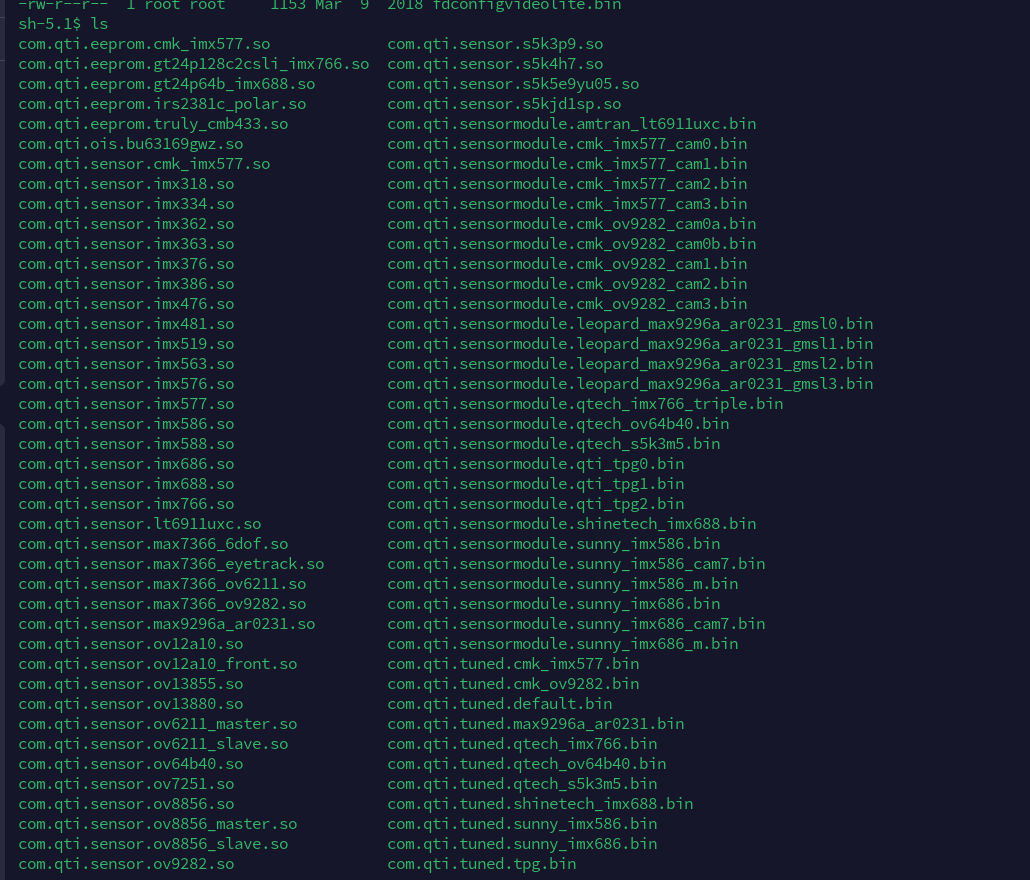 -rw-r--r-- 1 root root 1153 Mar 9 2018 fdconfigvideolite.bin
sh-5.1$ ls
com.qti.eeprom.cmk_imx577.so com.qti.sensor.s5k3p9.so
com.qti.eeprom.gt24p128c2csli_imx766.so com.qti.sensor.s5k4h7.so
com.qti.eeprom.gt24p64b_imx688.so com.qti.sensor.s5k5e9yu05.so
com.qti.eeprom.irs2381c_polar.so com.qti.sensor.s5kjd1sp.so
com.qti.eeprom.truly_cmb433.so com.qti.sensormodule.amtran_lt6911uxc.bin
com.qti.ois.bu63169gwz.so com.qti.sensormodule.cmk_imx577_cam0.bin
com.qti.sensor.cmk_imx577.so com.qti.sensormodule.cmk_imx577_cam1.bin
com.qti.sensor.imx318.so com.qti.sensormodule.cmk_imx577_cam2.bin
com.qti.sensor.imx334.so com.qti.sensormodule.cmk_imx577_cam3.bin
com.qti.sensor.imx362.so com.qti.sensormodule.cmk_ov9282_cam0a.bin
com.qti.sensor.imx363.so com.qti.sensormodule.cmk_ov9282_cam0b.bin
com.qti.sensor.imx376.so com.qti.sensormodule.cmk_ov9282_cam1.bin
com.qti.sensor.imx386.so com.qti.sensormodule.cmk_ov9282_cam2.bin
com.qti.sensor.imx476.so com.qti.sensormodule.cmk_ov9282_cam3.bin
com.qti.sensor.imx481.so com.qti.sensormodule.leopard_max9296a_ar0231_gmsl0.bin
com.qti.sensor.imx519.so com.qti.sensormodule.leopard_max9296a_ar0231_gmsl1.bin
com.qti.sensor.imx563.so com.qti.sensormodule.leopard_max9296a_ar0231_gmsl2.bin
com.qti.sensor.imx576.so com.qti.sensormodule.leopard_max9296a_ar0231_gmsl3.bin
com.qti.sensor.imx577.so com.qti.sensormodule.qtech_imx766_triple.bin
com.qti.sensor.imx586.so com.qti.sensormodule.qtech_ov64b40.bin
com.qti.sensor.imx588.so com.qti.sensormodule.qtech_s5k3m5.bin
com.qti.sensor.imx686.so com.qti.sensormodule.qti_tpg0.bin
com.qti.sensor.imx688.so com.qti.sensormodule.qti_tpg1.bin
com.qti.sensor.imx766.so com.qti.sensormodule.qti_tpg2.bin
com.qti.sensor.lt6911uxc.so com.qti.sensormodule.shinetech_imx688.bin
com.qti.sensor.max7366_6dof.so com.qti.sensormodule.sunny_imx586.bin
com.qti.sensor.max7366_eyetrack.so com.qti.sensormodule.sunny_imx586_cam7.bin
com.qti.sensor.max7366_ov6211.so com.qti.sensormodule.sunny_imx586_m.bin
com.qti.sensor.max7366_ov9282.so com.qti.sensormodule.sunny_imx686.bin
com.qti.sensor.max9296a_ar0231.so com.qti.sensormodule.sunny_imx686_cam7.bin
com.qti.sensor.ov12a10.so com.qti.sensormodule.sunny_imx686_m.bin
com.qti.sensor.ov12a10_front.so com.qti.tuned.cmk_imx577.bin
com.qti.sensor.ov13855.so com.qti.tuned.cmk_ov9282.bin
com.qti.sensor.ov13880.so com.qti.tuned.default.bin
com.qti.sensor.ov6211_master.so com.qti.tuned.max9296a_ar0231.bin
com.qti.sensor.ov6211_slave.so com.qti.tuned.qtech_imx766.bin
com.qti.sensor.ov64b40.so com.qti.tuned.qtech_ov64b40.bin
com.qti.sensor.ov7251.so com.qti.tuned.qtech_s5k3m5.bin
com.qti.sensor.ov8856.so com.qti.tuned.shinetech_imx688.bin
com.qti.sensor.ov8856_master.so com.qti.tuned.sunny_imx586.bin
com.qti.sensor.ov8856_slave.so com.qti.tuned.sunny_imx686.bin
com.qti.sensor.ov9282.so com.qti.tuned.tpg.bin